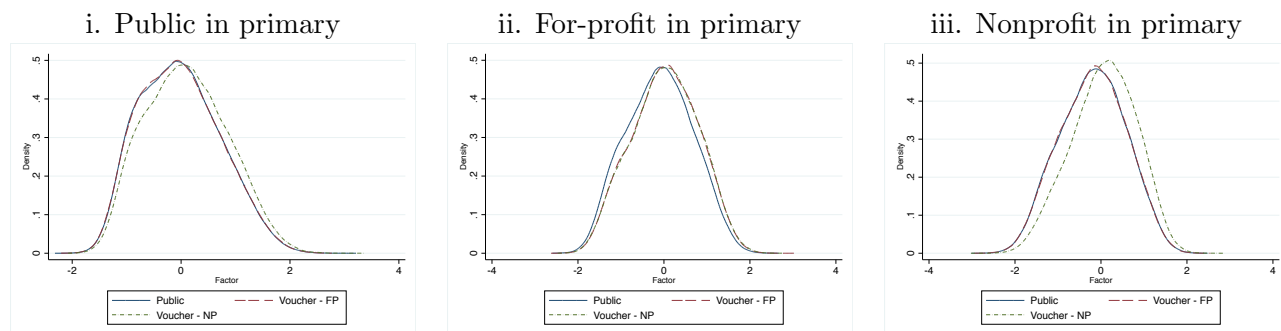 i. Public in primary
ii. For-profit in primary
iii. Nonprofit in primary
.5
.4
.3
.2
.1
0
Density
-2
0
2
4
Factor
Public
Voucher - FP
Voucher - NP
.5
.4
.3
.2
.1
0
Density
-4
-2
0
2
4
Factor
Public
Voucher - FP
Voucher - NP
.5
.4
.3
.2
.1
0
Density
-4
-2
0
2
4
Factor
Public
Voucher - FP
Voucher - NP